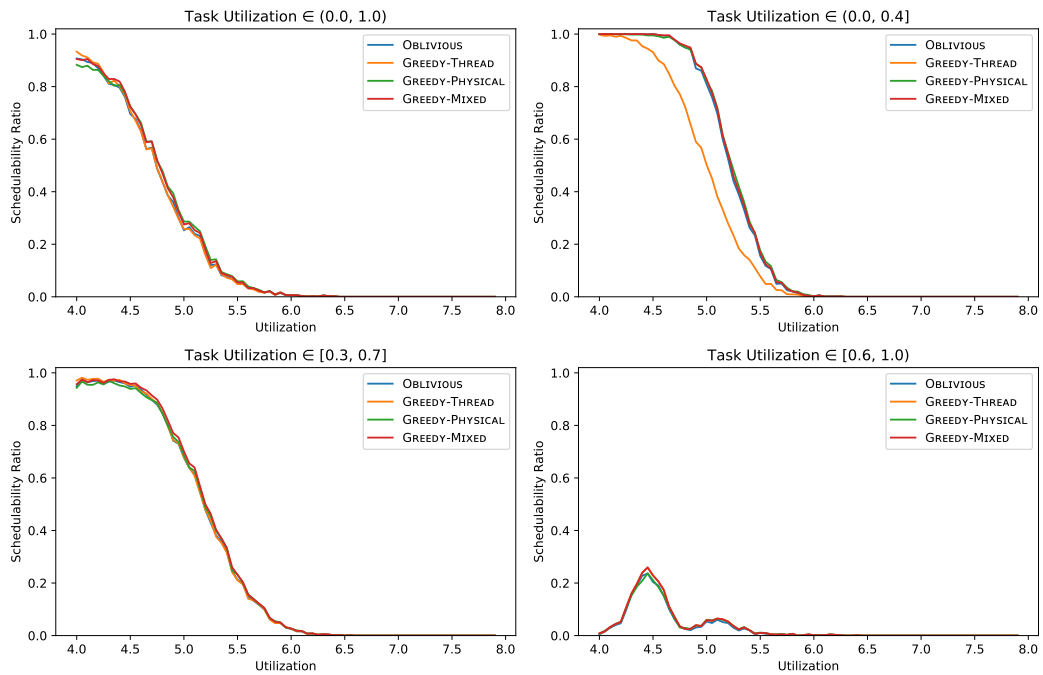 Task Utilization ∈ (0.0, 1.0)
1.0
0.8
0.6
0.4
0.2
0.0
Schedulability Ratio
Oblivious
Greedy-Thread
Greedy-Physical
Greedy-Mixed
4.0 4.5 5.0 5.5 6.0 6.5 7.0 7.5 8.0
Utilization
Task Utilization ∈ (0.0, 0.4]
1.0
0.8
0.6
0.4
0.2
0.0
Schedulability Ratio
Oblivious
Greedy-Thread
Greedy-Physical
Greedy-Mixed
4.0 4.5 5.0 5.5 6.0 6.5 7.0 7.5 8.0
Utilization
Task Utilization ∈ [0.3, 0.7]
1.0
0.8
0.6
0.4
0.2
0.0
Schedulability Ratio
Oblivious
Greedy-Thread
Greedy-Physical
Greedy-Mixed
4.0 4.5 5.0 5.5 6.0 6.5 7.0 7.5 8.0
Utilization
Task Utilization ∈ [0.6, 1.0)
1.0
0.8
0.6
0.4
0.2
0.0
Schedulability Ratio
Oblivious
Greedy-Thread
Greedy-Physical
Greedy-Mixed
4.0 4.5 5.0 5.5 6.0 6.5 7.0 7.5 8.0
Utilization